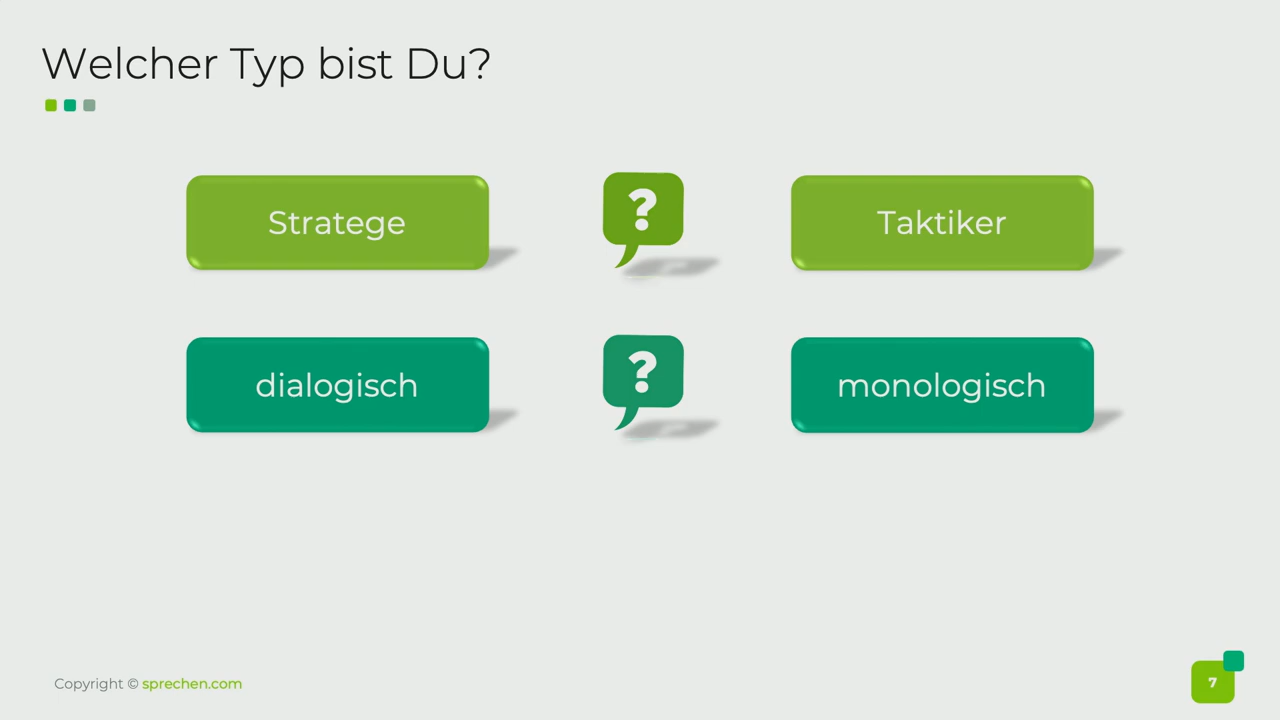 Welcher Typ bist Du?
Stratege
?
Taktiker
dialogisch
?
monologisch
Copyright © sprechen.com
7